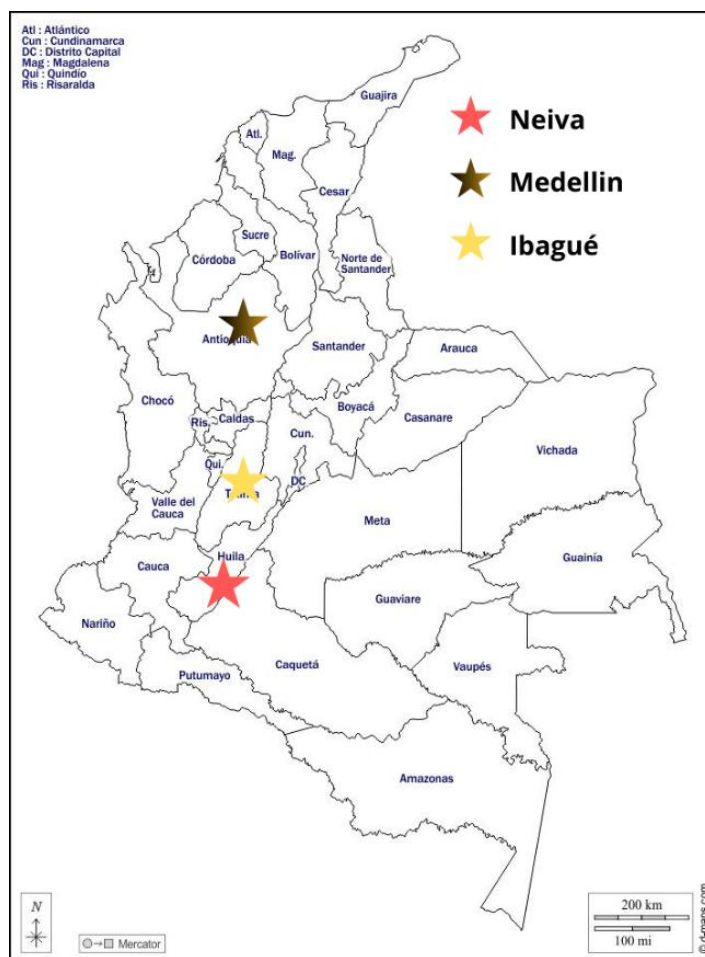 Atl : Atlántico
Cun : Cundinamarca
DC : Distrito Capital
Mag : Magdalena
Qui : Quindío
Ris : Risaralda
Guajira
Neiva
Atl.
Mag.
Medellin
Cesar
Sucre
Ibagué
Bolívar
Norte de
Santander
Córdoba
Antioquia
Santander
Arauca
Chocó
Boyacá
Casanare
Ris.
Caldas
Cun.
Vichada
Qui.
DC
Valle del
Cauca
Meta
Huila
Guainía
Cauca
Guaviare
Nariño
Caquetá
Vaupés
Putumayo
Amazonas
N
Mercator
200 km
100 mi
© d-maps.com